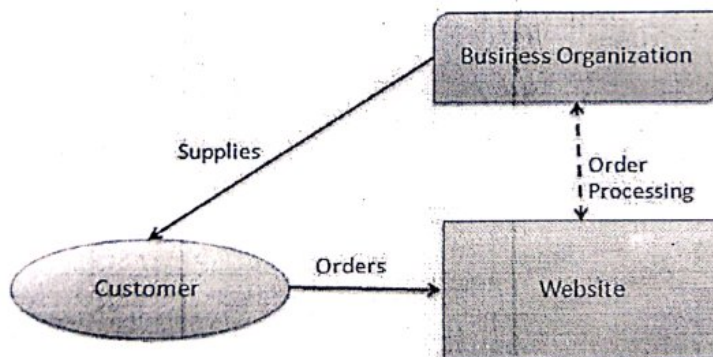 Business Organization
Supplies
Order
Processing
Orders
Customer
Website